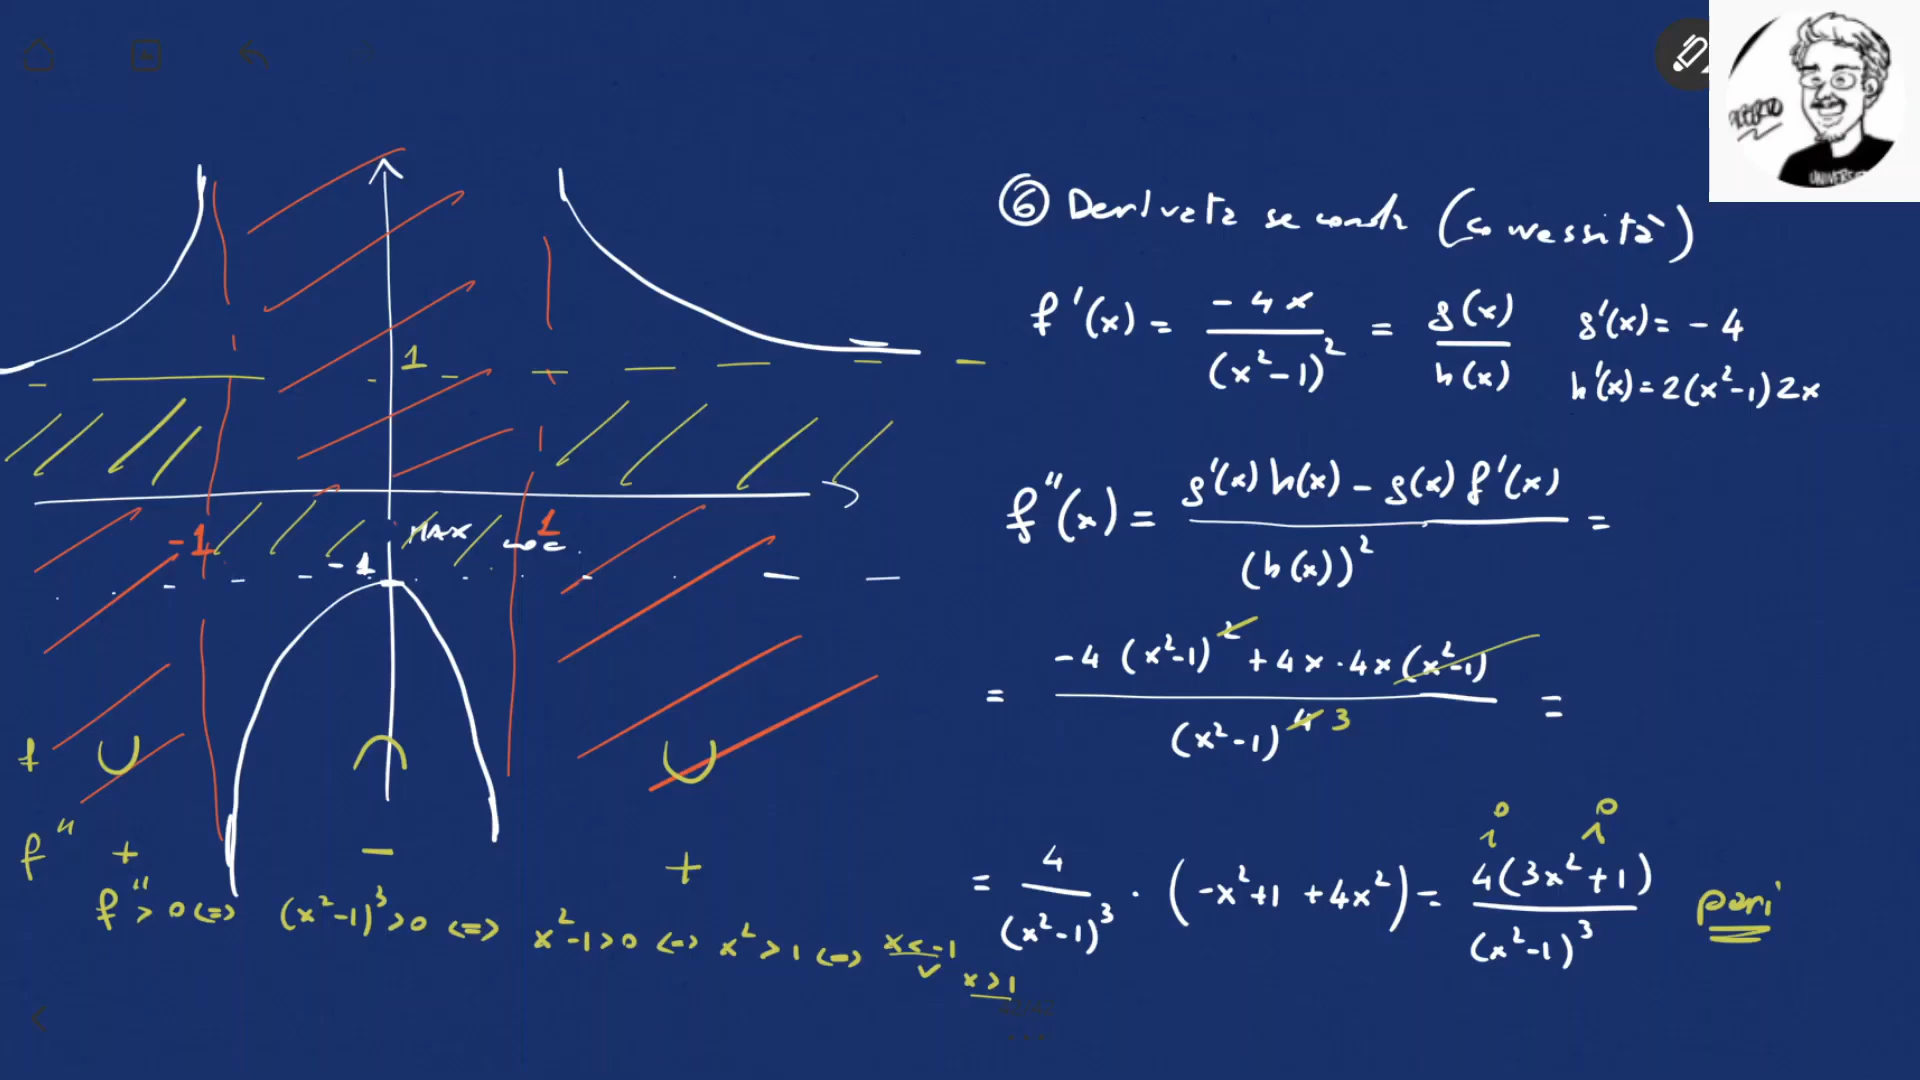 ⑥ Derivata seconda (convessità)
f'(x) = -4x / (x²-1)² = g(x) / h(x)
g'(x) = -4
h'(x) = 2(x²-1)2x
f''(x) = g'(x) h(x) - g(x) f'(x) / (h(x))² =
= -4 (x²-1)² + 4x · 4x (x²-1) / (x²-1)⁴ 3 =
= 4 / (x²-1)³ · (-x²+1 +4x²) = 4(3x²+1) / (x²-1)³
pari
1
-1
1
MAX LOC.
-1
f ∪ ∩ ∪
f'' + - +
f'' > 0 <=> (x²-1)³ > 0 <=> x²-1 > 0 <=> x² > 1 <=> x < -1 ∨ x > 1
UNIVERS